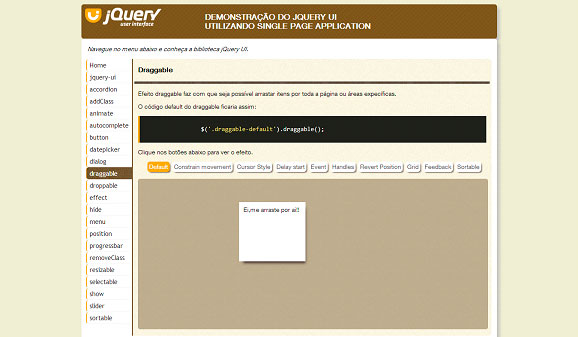 jQuery
user interface
DEMONSTRAÇÃO DO JQUERY UI
UTILIZANDO SINGLE PAGE APPLICATION
Navegue no menu abaixo e conheça a biblioteca jQuery UI.
Home
jquery-ui
accordion
addClass
animate
autocomplete
button
datepicker
dialog
draggable
droppable
effect
hide
menu
position
progressbar
removeClass
resizable
selectable
show
slider
sortable
Draggable
Efeito draggable faz com que seja possível arrastar itens por toda a página ou áreas específicas.
O código default do draggable ficaria assim:
$('.draggable-default').draggable();
Clique nos botões abaixo para ver o efeito.
Default Constrain movement Cursor Style Delay start Event Handles Revert Position Grid Feedback Sortable
Ei,me arraste por aí!!